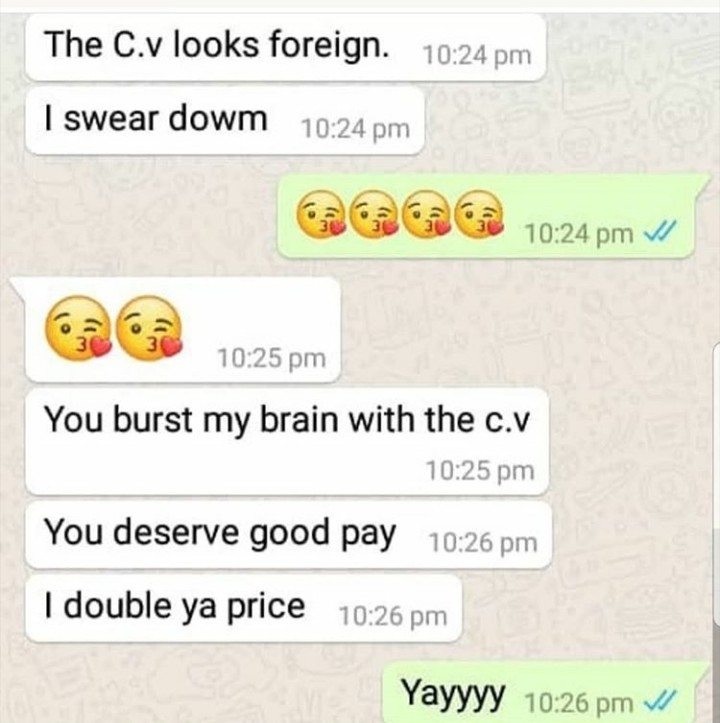 The C.v looks foreign. 10:24 pm
I swear dowm 10:24 pm
😘😘😘😘 10:24 pm
😘😘 10:25 pm
You burst my brain with the c.v
10:25 pm
You deserve good pay 10:26 pm
I double ya price 10:26 pm
Yayyyy 10:26 pm